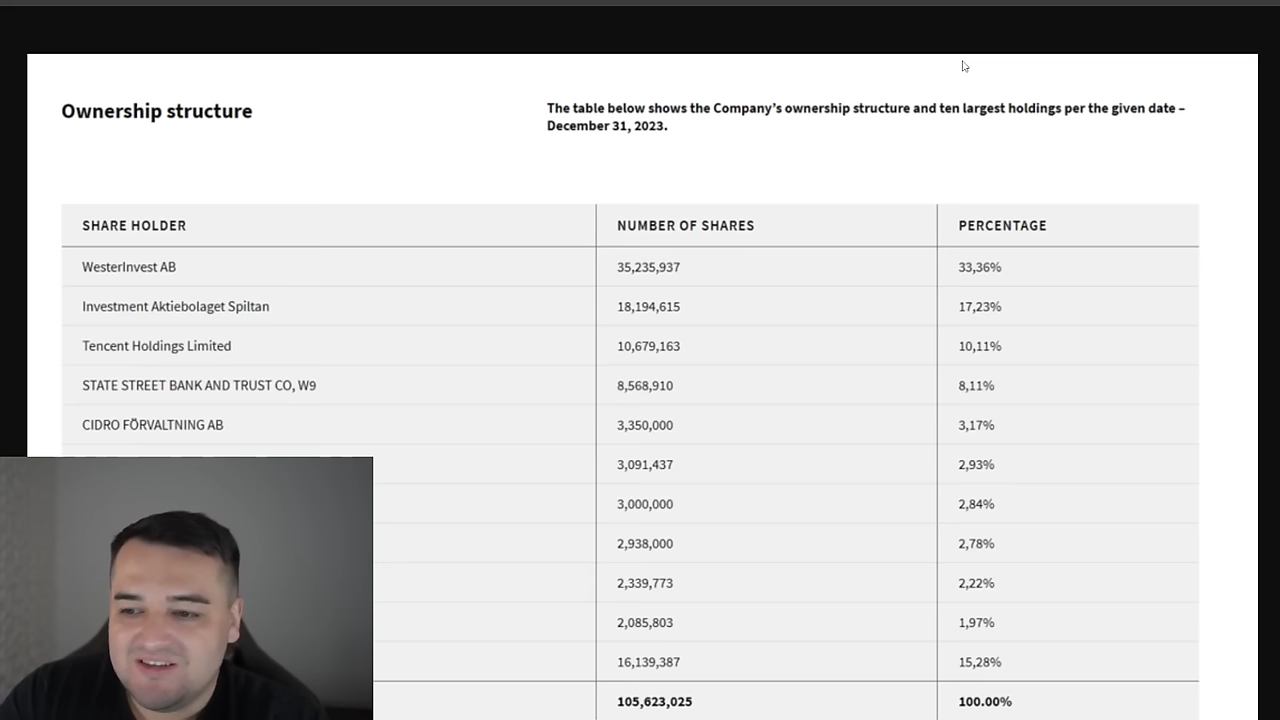 Ownership structure
The table below shows the Company's ownership structure and ten largest holdings per the given date –
December 31, 2023.
SHARE HOLDER NUMBER OF SHARES PERCENTAGE
WesterInvest AB 35,235,937 33,36%
Investment Aktiebolaget Spiltan 18,194,615 17,23%
Tencent Holdings Limited 10,679,163 10,11%
STATE STREET BANK AND TRUST CO, W9 8,568,910 8,11%
CIDRO FÖRVALTNING AB 3,350,000 3,17%
3,091,437 2,93%
3,000,000 2,84%
2,938,000 2,78%
2,339,773 2,22%
2,085,803 1,97%
16,139,387 15,28%
105,623,025 100.00%